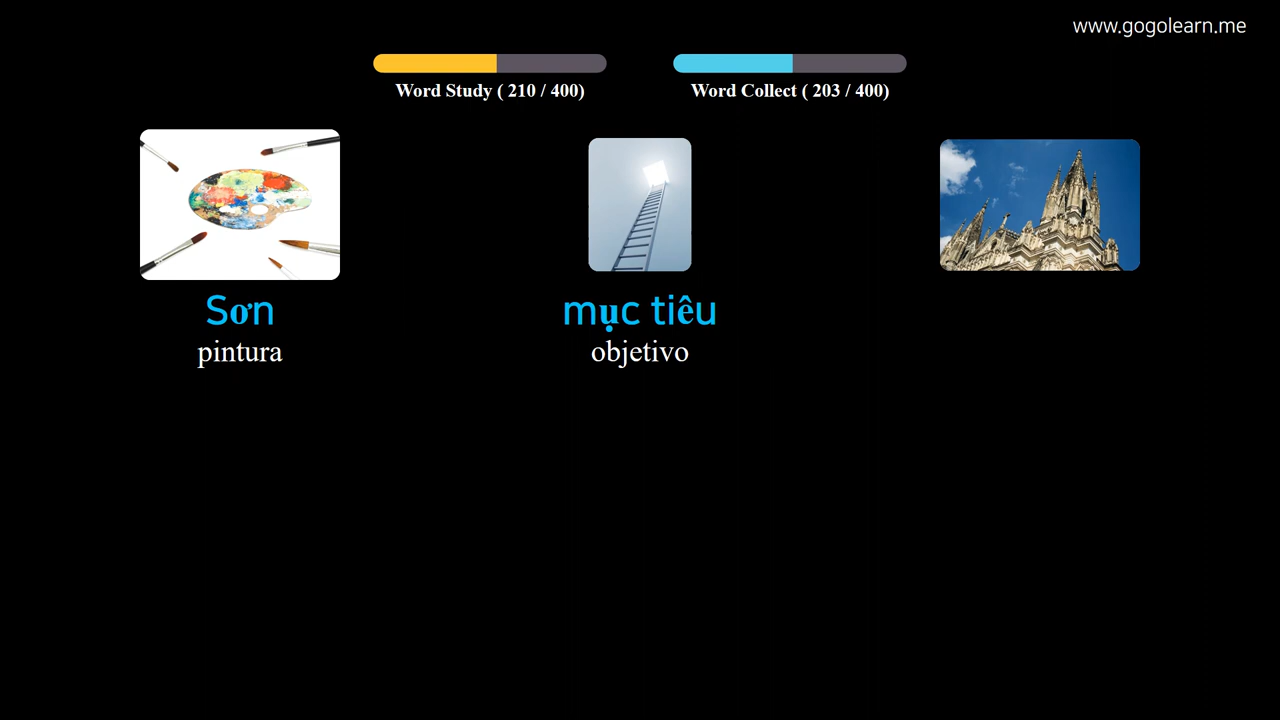 www.gogolearn.me
Word Study ( 210 / 400)
Word Collect ( 203 / 400)
Sơn
pintura
mục tiêu
objetivo